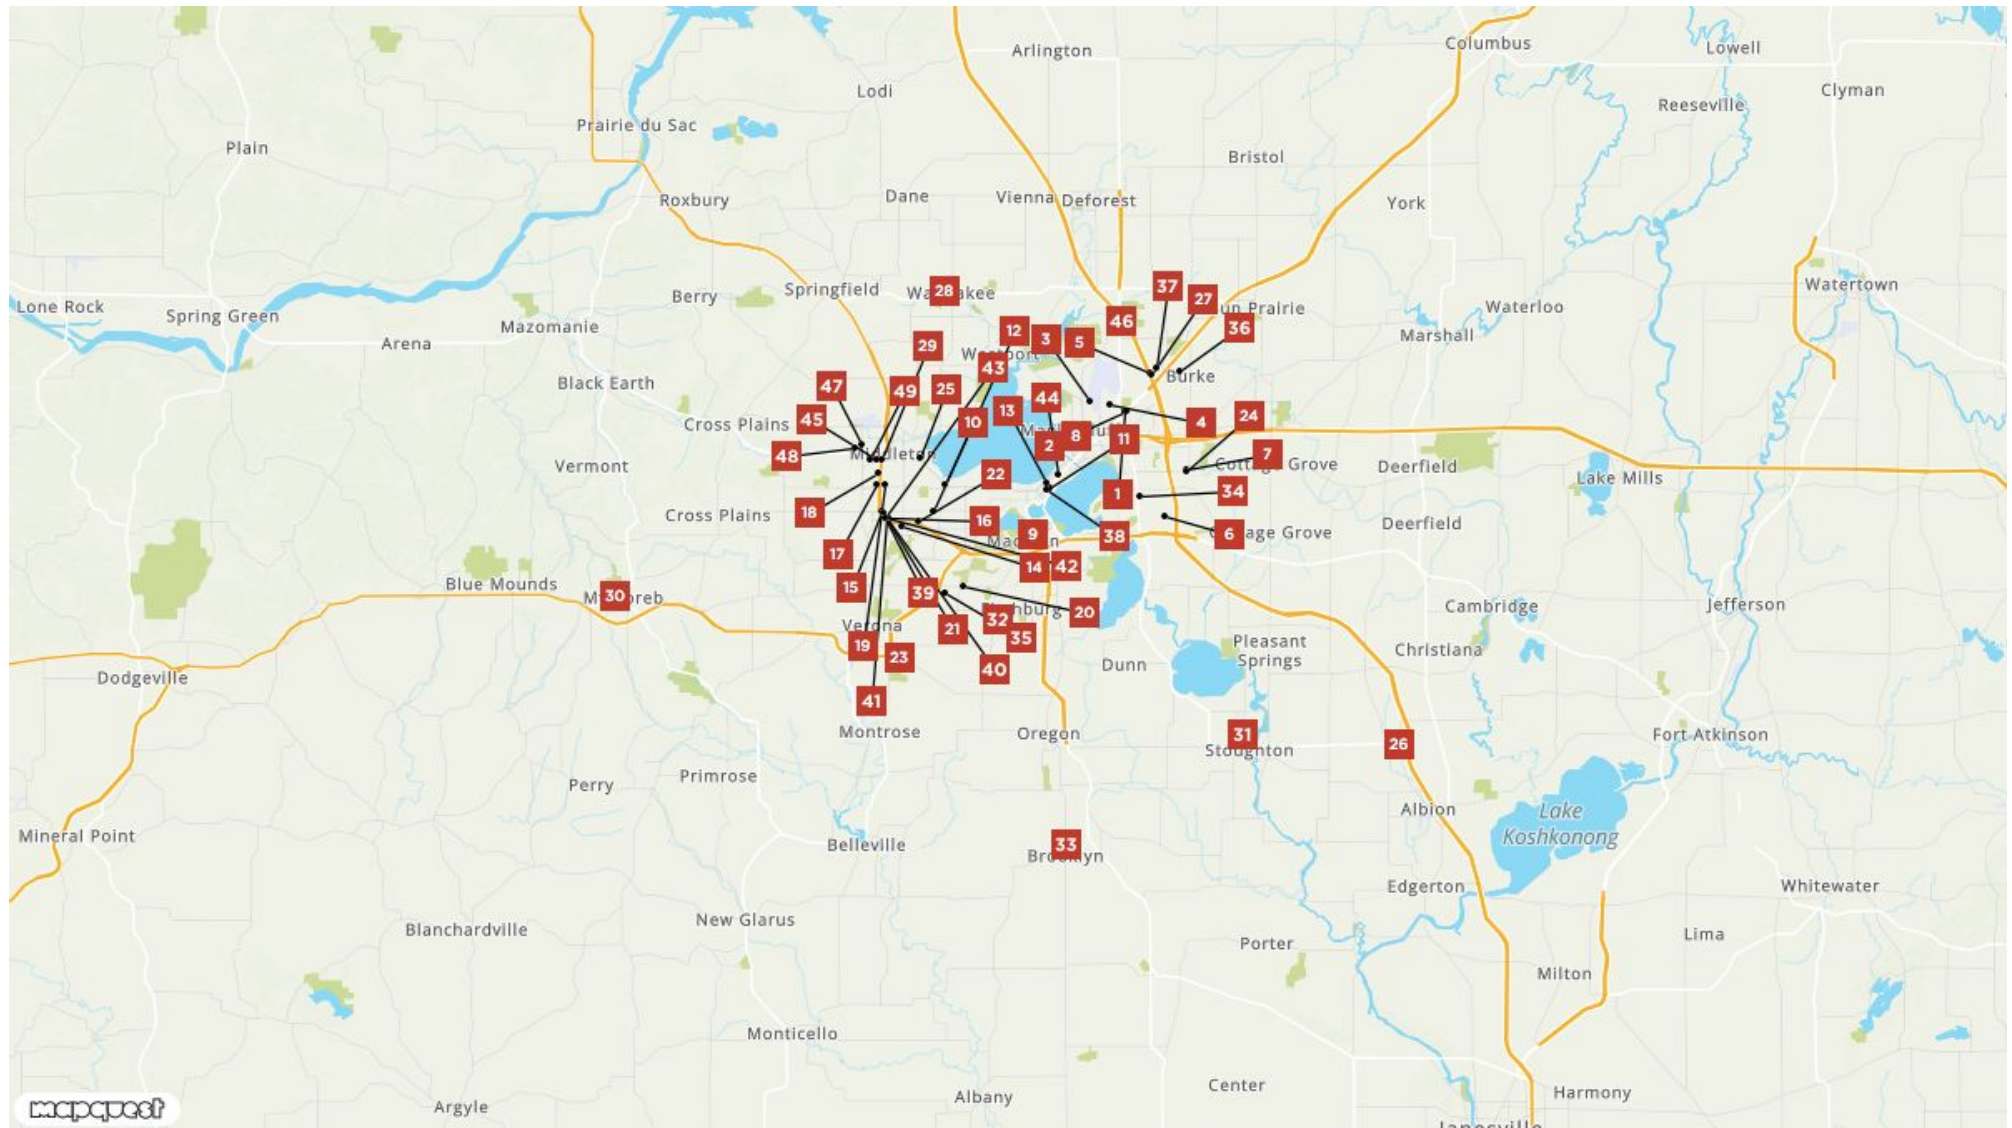 Columbus
Lowell
Arlington
Clyman
Lodi
Reeseville
Prairie du Sac
Plain
Bristol
Roxbury
Dane
Vienna
Deforest
York
Watertown
Springfield
28
37
27
Berry
Lone Rock
Spring Green
Waterloo
46
36
Mazomanie
12
3
5
Marshall
Arena
29
43
Burke
Black Earth
47
49
25
44
13
45
10
4
24
Cross Plains
8
11
2
48
Middleton
7
Vermont
Cottage Grove
Deerfield
22
Lake Mills
1
34
18
Cross Plains
16
Deerfield
9
38
6
17
14
42
Blue Mounds
15
39
30
20
Cambridge
Jefferson
32
Verona
21
35
19
23
Pleasant
Springs
Christiana
40
Dunn
Dodgeville
41
Montrose
Oregon
31
Stoughton
26
Fort Atkinson
Primrose
Perry
Albion
Lake
Koshkonong
Mineral Point
Belleville
33
Brooklyn
Edgerton
Whitewater
New Glarus
Blanchardville
Lima
Porter
Milton
Monticello
Center
Harmony
Albany
Argyle
mapquest